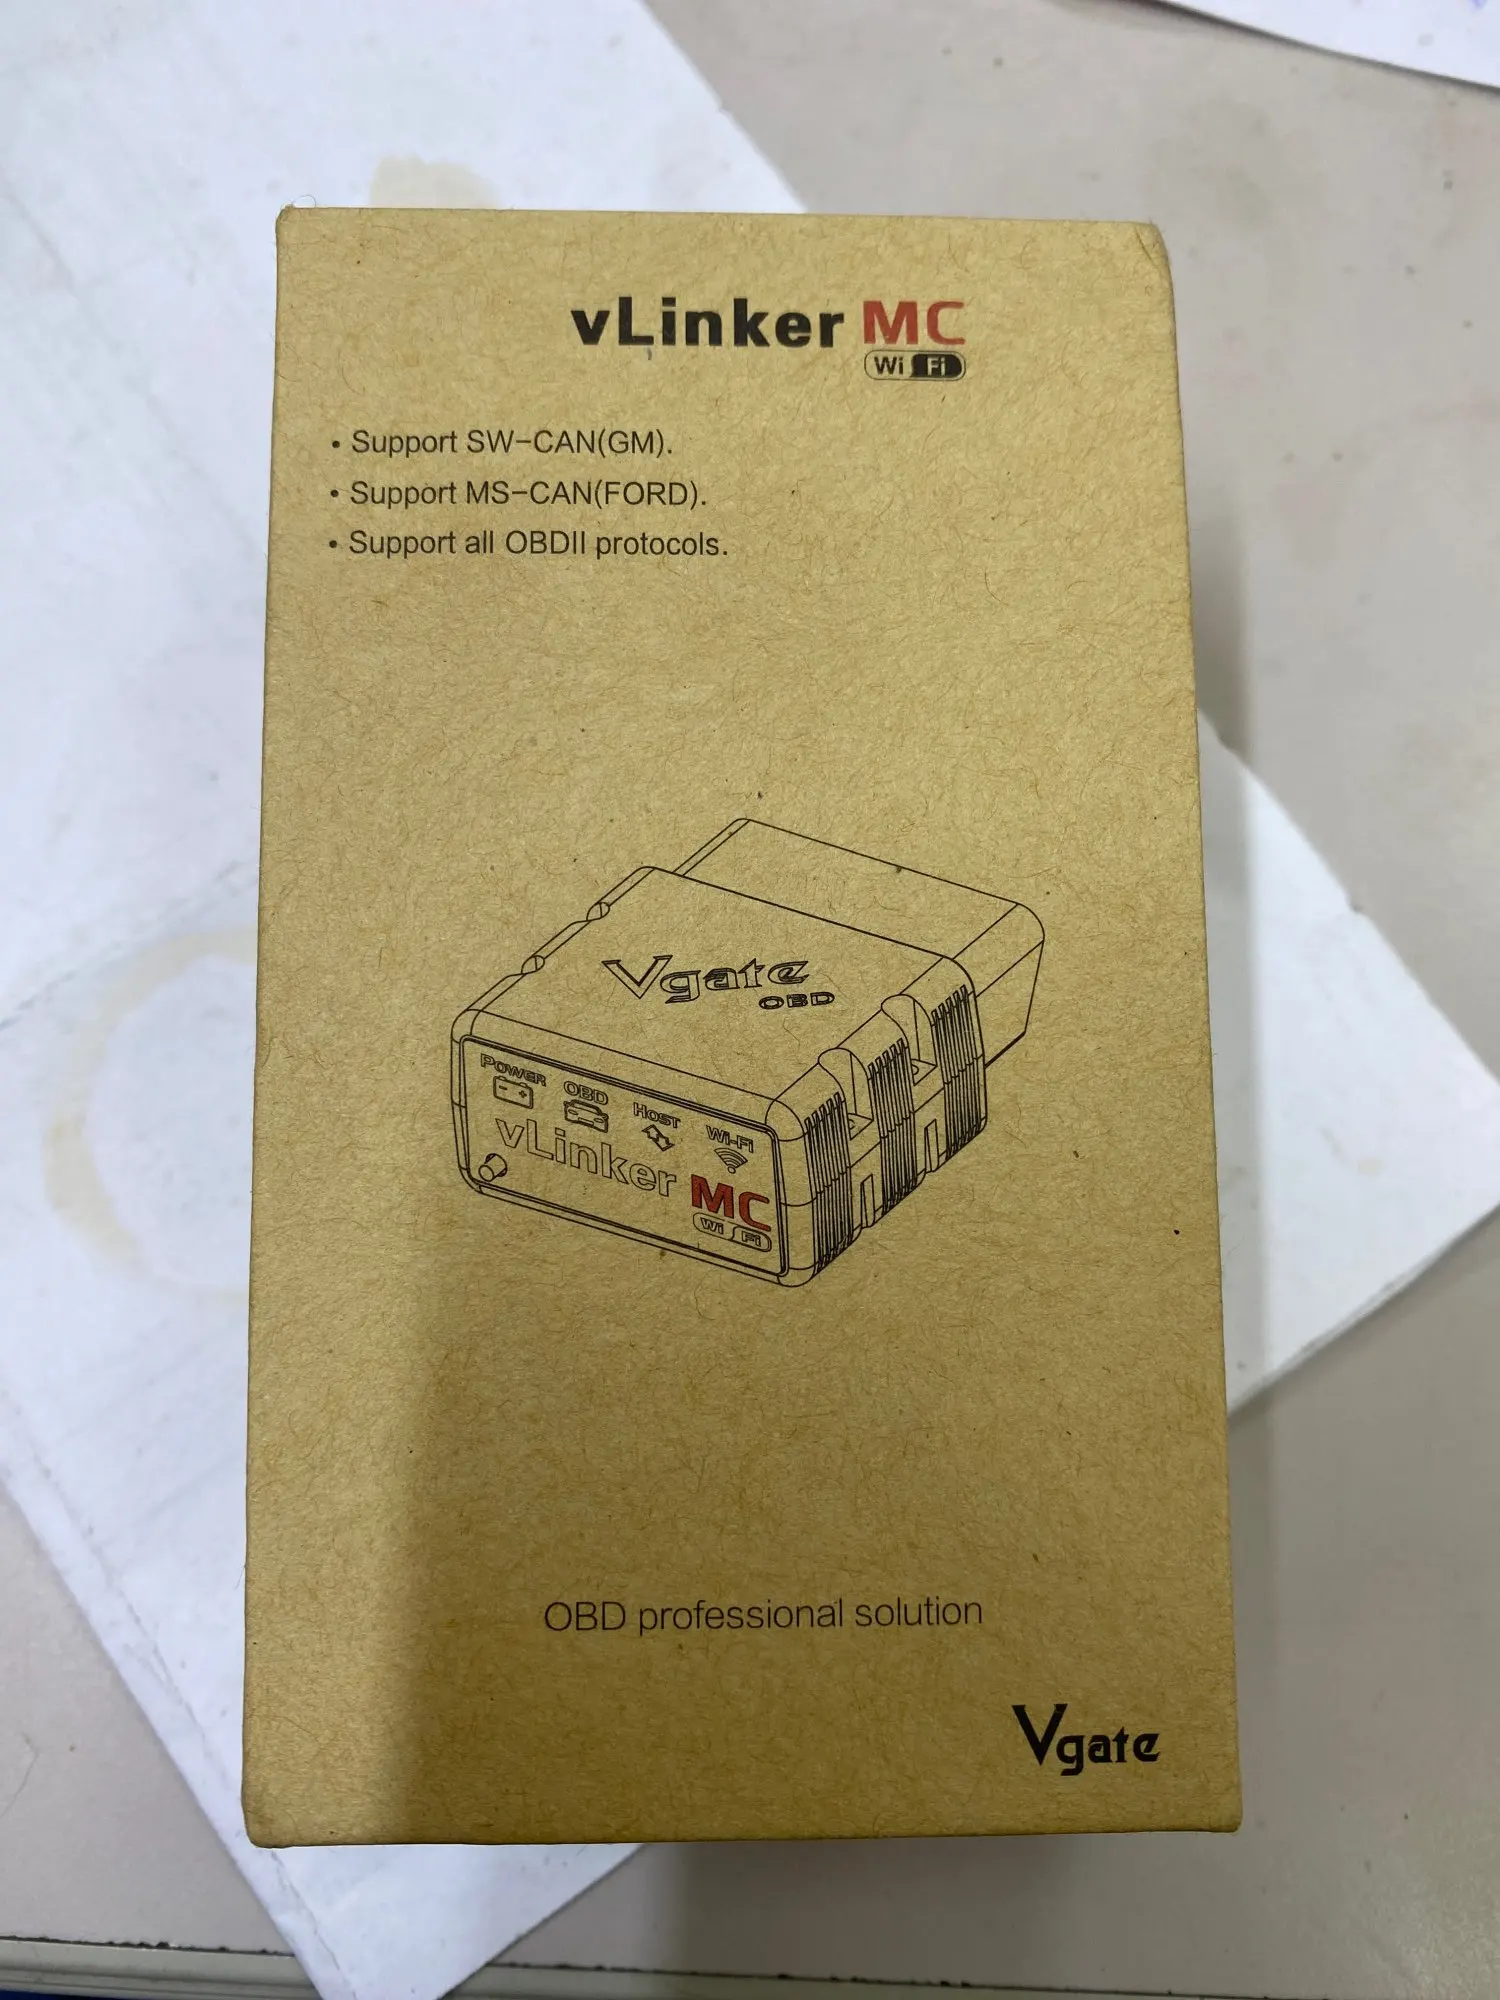 vLinker MC
Wi Fi
• Support SW-CAN(GM).
• Support MS-CAN(FORD).
• Support all OBDII protocols.
Vgate
OBD
POWER OBD HOST Wi-Fi
vLinker MC
Wi Fi
OBD professional solution
Vgate